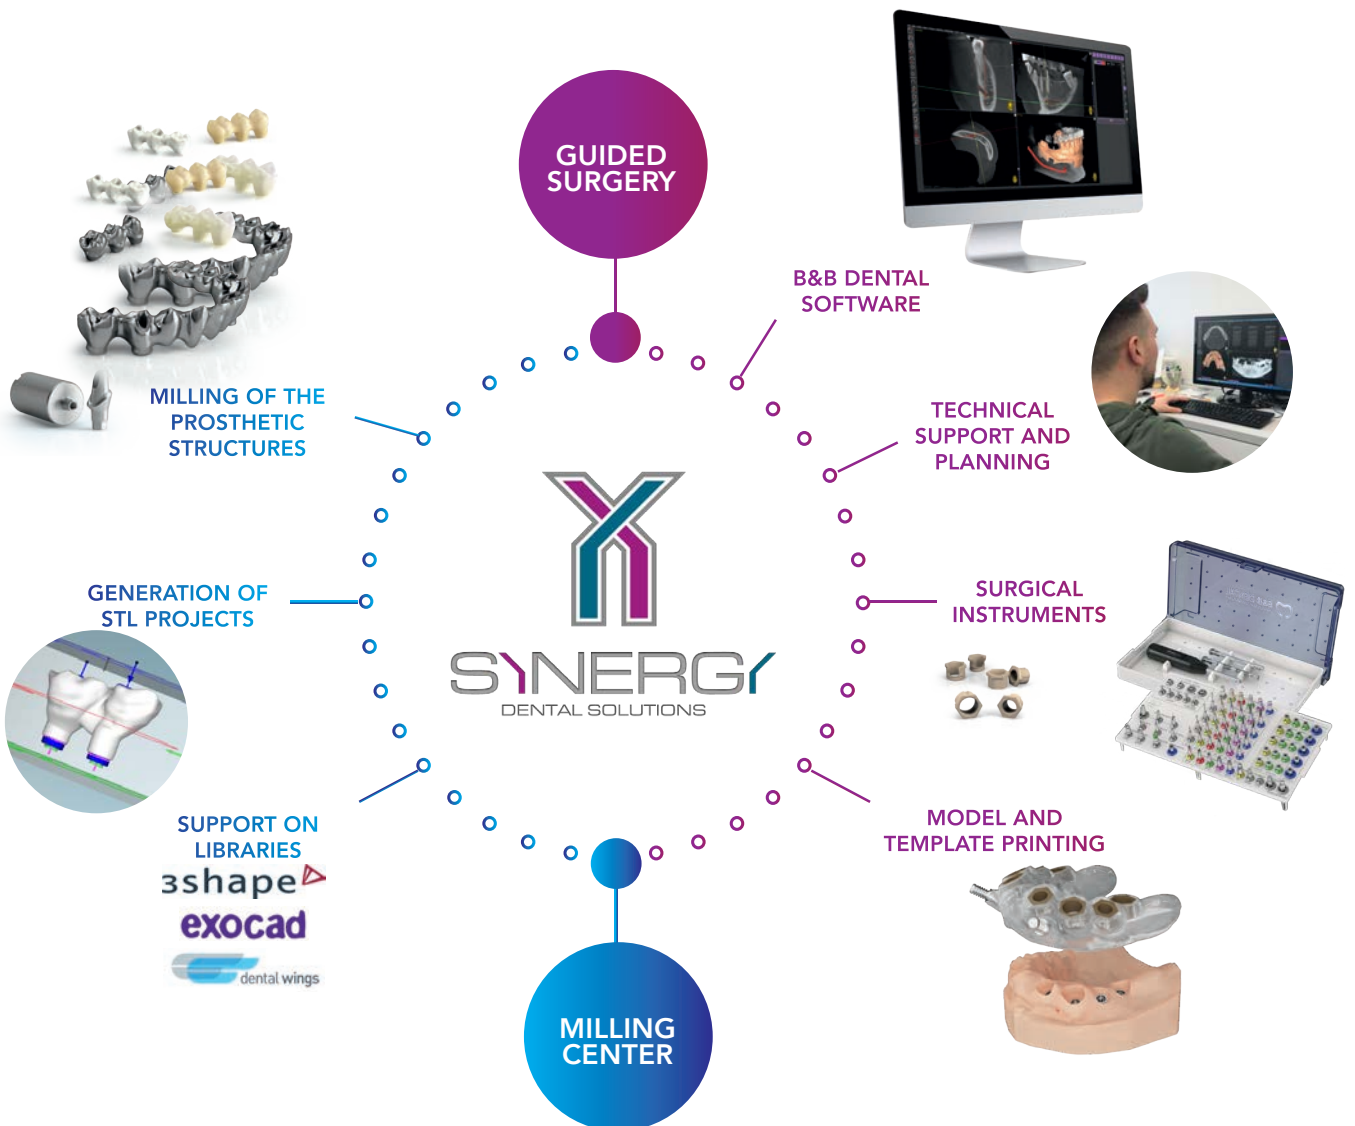 GUIDED
SURGERY
B&B DENTAL
SOFTWARE
TECHNICAL
SUPPORT AND
PLANNING
SURGICAL
INSTRUMENTS
MODEL AND
TEMPLATE PRINTING
MILLING OF THE
PROSTHETIC
STRUCTURES
GENERATION OF
STL PROJECTS
SUPPORT ON
LIBRARIES
3shape
exocad
dental wings
SYNERGY
DENTAL SOLUTIONS
MILLING
CENTER